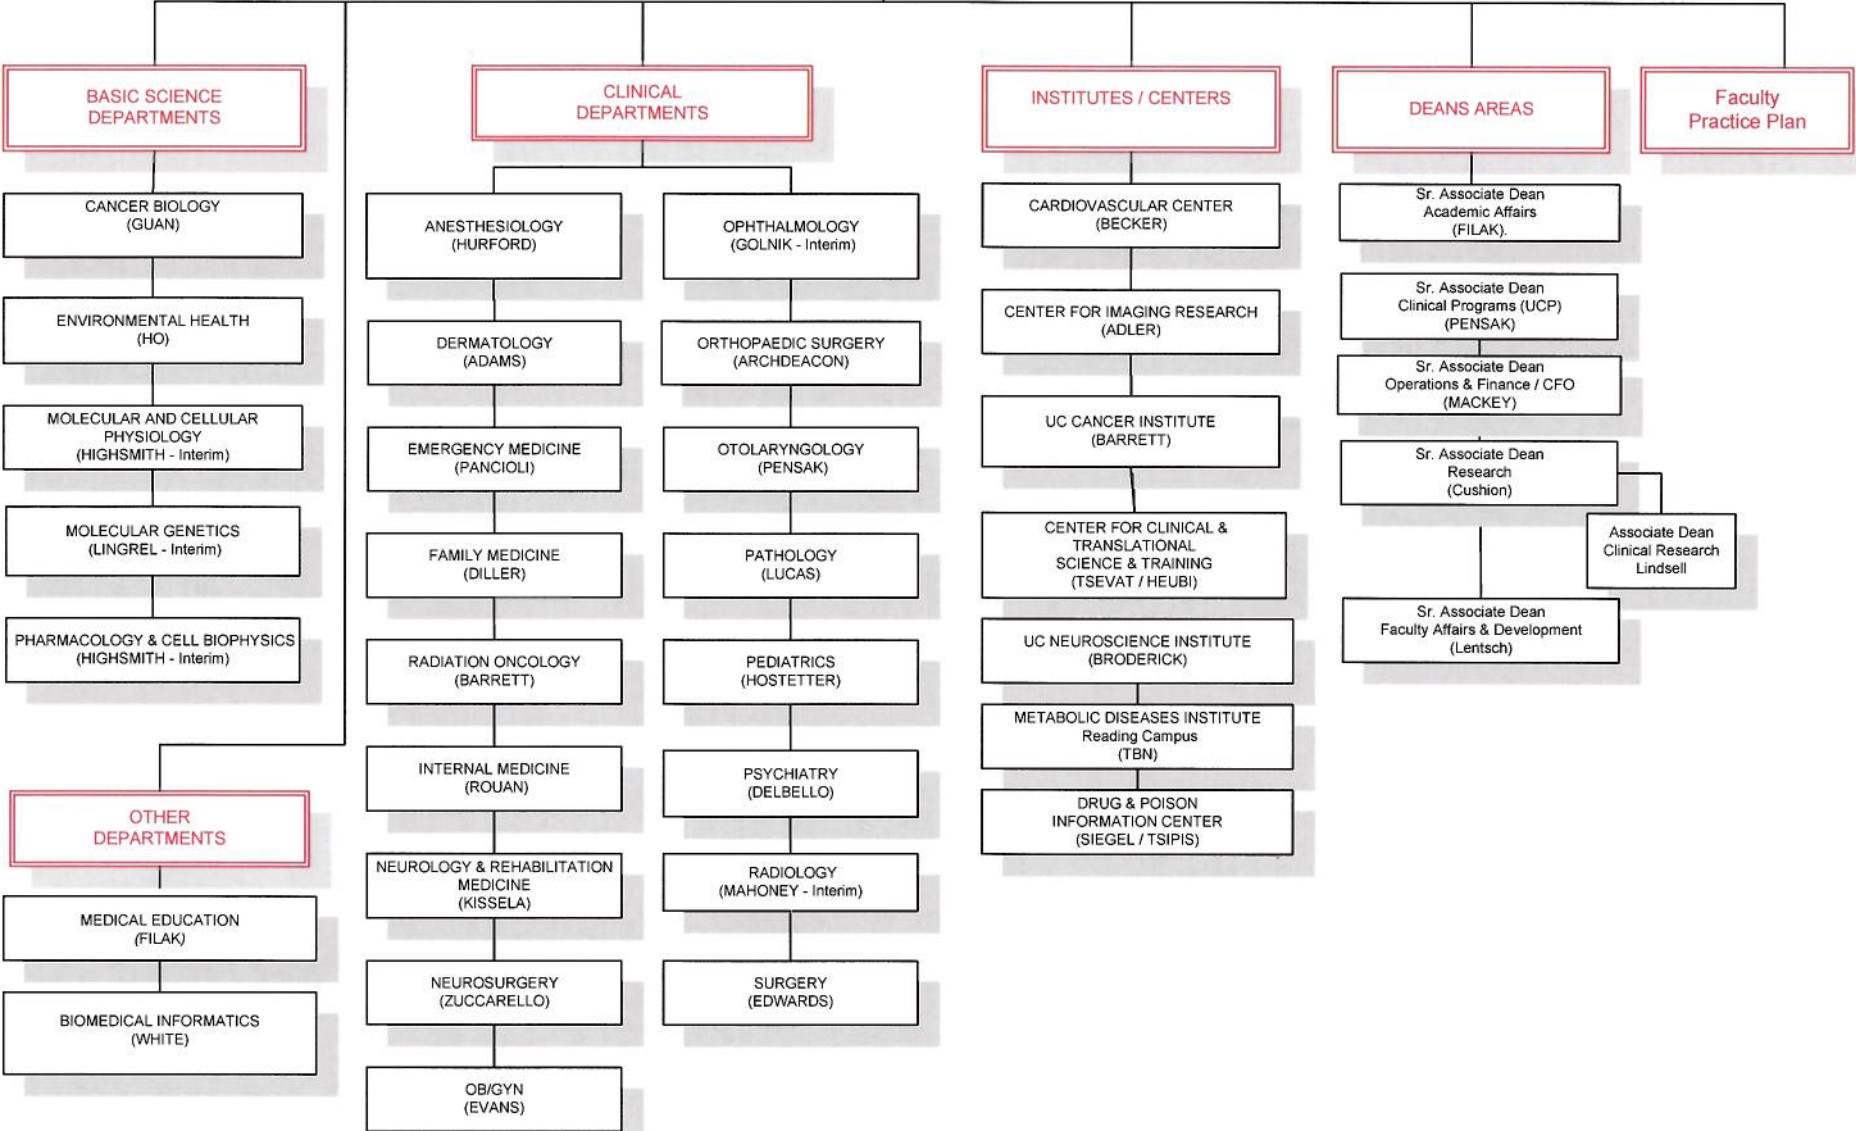 BASIC SCIENCE
DEPARTMENTS
CANCER BIOLOGY
(GUAN)
ENVIRONMENTAL HEALTH
(HO)
MOLECULAR AND CELLULAR
PHYSIOLOGY
(HIGHSMITH - Interim)
MOLECULAR GENETICS
(LINGREL - Interim)
PHARMACOLOGY & CELL BIOPHYSICS
(HIGHSMITH - Interim)
OTHER
DEPARTMENTS
MEDICAL EDUCATION
(FILAK)
BIOMEDICAL INFORMATICS
(WHITE)
CLINICAL
DEPARTMENTS
ANESTHESIOLOGY
(HURFORD)
DERMATOLOGY
(ADAMS)
EMERGENCY MEDICINE
(PANCIOLI)
FAMILY MEDICINE
(DILLER)
RADIATION ONCOLOGY
(BARRETT)
INTERNAL MEDICINE
(ROUAN)
NEUROLOGY & REHABILITATION
MEDICINE
(KISSELA)
NEUROSURGERY
(ZUCCARELLO)
OB/GYN
(EVANS)
OPHTHALMOLOGY
(GOLNIK - Interim)
ORTHOPAEDIC SURGERY
(ARCHDEACON)
OTOLARYNGOLOGY
(PENSAK)
PATHOLOGY
(LUCAS)
PEDIATRICS
(HOSTETTER)
PSYCHIATRY
(DELBELLO)
RADIOLOGY
(MAHONEY - Interim)
SURGERY
(EDWARDS)
INSTITUTES / CENTERS
CARDIOVASCULAR CENTER
(BECKER)
CENTER FOR IMAGING RESEARCH
(ADLER)
UC CANCER INSTITUTE
(BARRETT)
CENTER FOR CLINICAL &
TRANSLATIONAL
SCIENCE & TRAINING
(TSEVAT / HEUBI)
UC NEUROSCIENCE INSTITUTE
(BRODERICK)
METABOLIC DISEASES INSTITUTE
Reading Campus
(TBN)
DRUG & POISON
INFORMATION CENTER
(SIEGEL / TSIPIS)
DEANS AREAS
Sr. Associate Dean
Academic Affairs
(FILAK).
Sr. Associate Dean
Clinical Programs (UCP)
(PENSAK)
Sr. Associate Dean
Operations & Finance / CFO
(MACKEY)
Sr. Associate Dean
Research
(Cushion)
Associate Dean
Clinical Research
Lindsell
Sr. Associate Dean
Faculty Affairs & Development
(Lentsch)
Faculty
Practice Plan